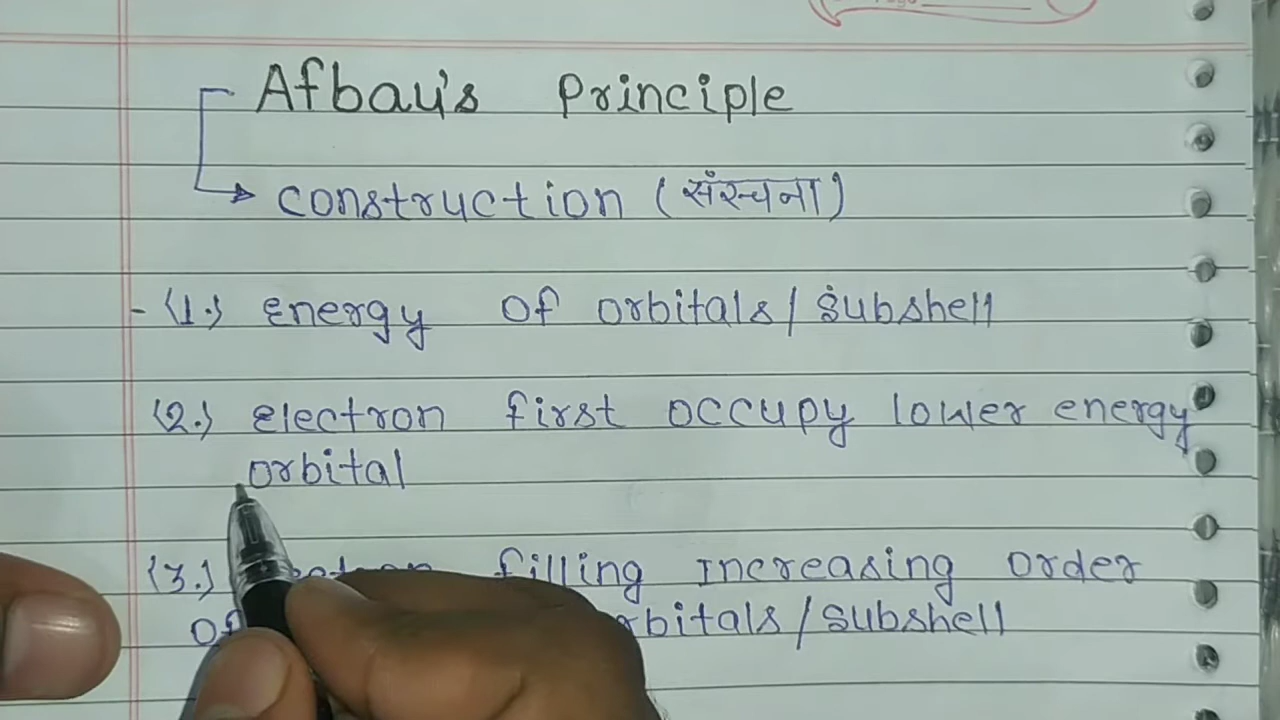 Afbau's Principle
construction (संरचना)
(1.) energy of orbitals/subshell
(2.) electron first occupy lower energy
orbital
(3.) filling Increasing order
of orbitals/subshell